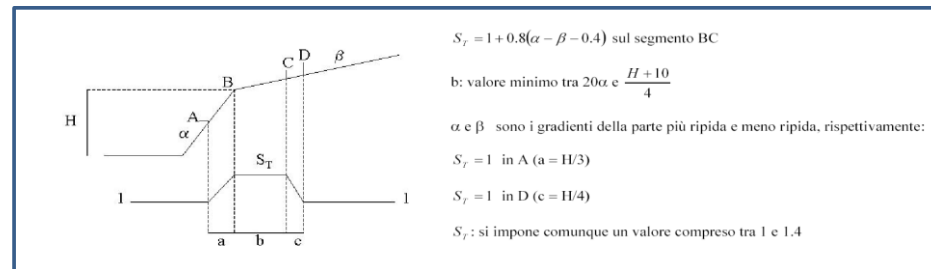 S_T = 1 + 0.8(α − β − 0.4) sul segmento BC
b: valore minimo tra 20α e (H + 10)/4
α e β sono i gradienti della parte più ripida e meno ripida, rispettivamente:
S_T = 1 in A (a = H/3)
S_T = 1 in D (c = H/4)
S_T : si impone comunque un valore compreso tra 1 e 1.4
C D β
B
H A
α
S_T
1 1
a b c